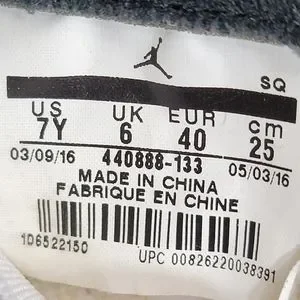 SQ
US UK EUR cm
7Y 6 40 25
03/09/16 440888-133 05/03/16
MADE IN CHINA
FABRIQUE EN CHINE
1D6522150
UPC 00826220038391